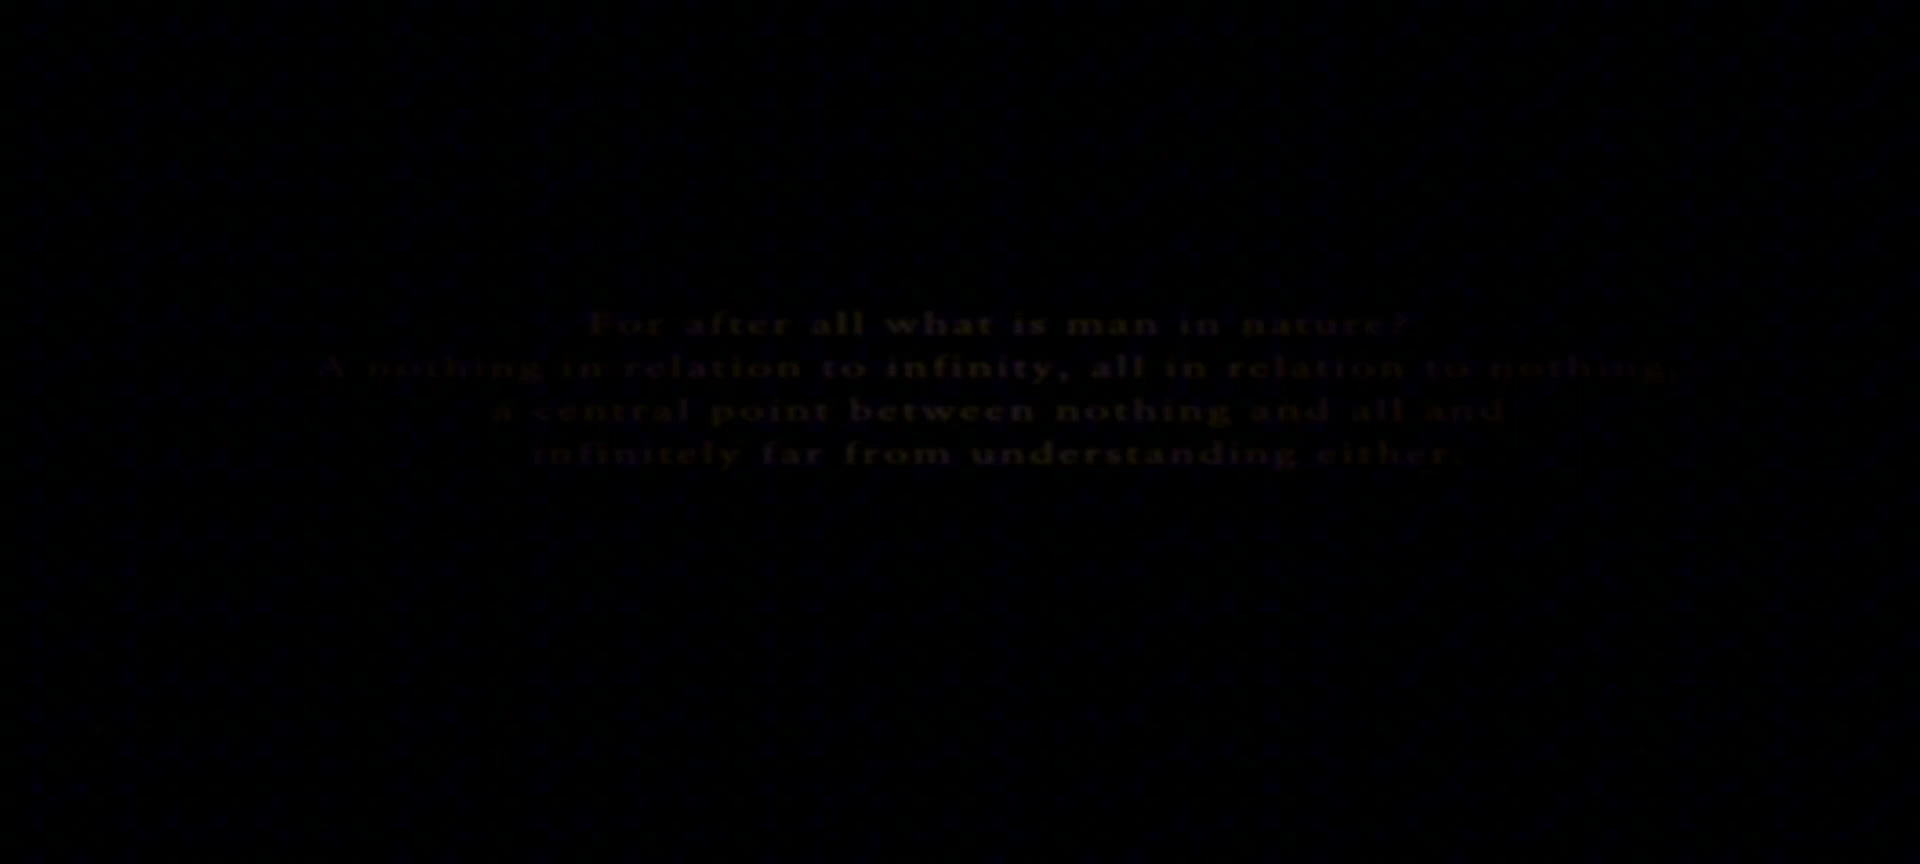 For after all what is man in nature?
A nothing in relation to infinity, all in relation to nothing,
a central point between nothing and all and
infinitely far from understanding either.